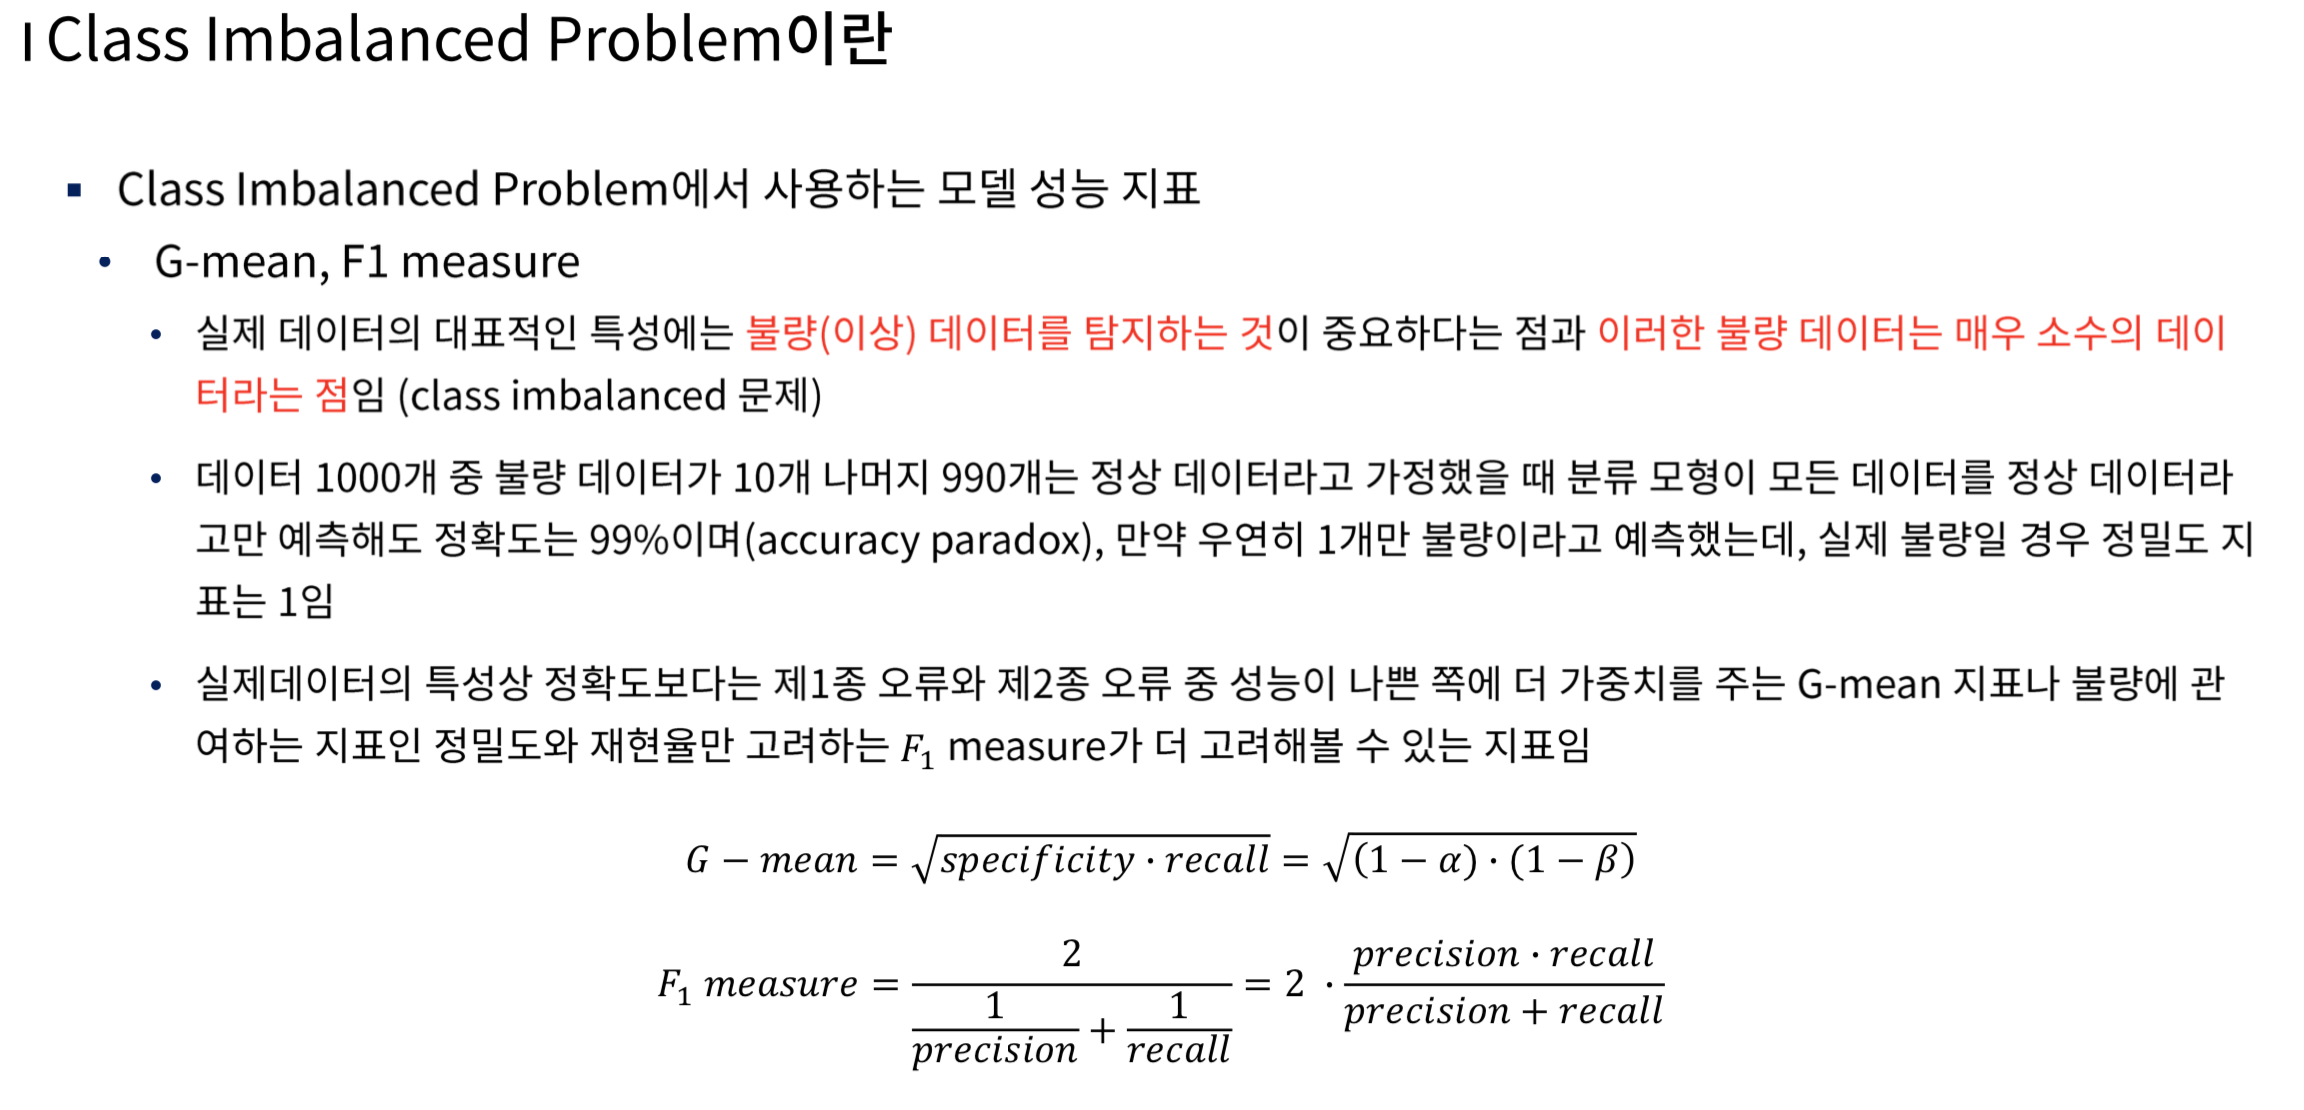 I Class Imbalanced Problem이란
▪ Class Imbalanced Problem에서 사용하는 모델 성능 지표
• G-mean, F1 measure
• 실제 데이터의 대표적인 특성에는 불량(이상) 데이터를 탐지하는 것이 중요하다는 점과 이러한 불량 데이터는 매우 소수의 데이
터라는 점임 (class imbalanced 문제)
• 데이터 1000개 중 불량 데이터가 10개 나머지 990개는 정상 데이터라고 가정했을 때 분류 모형이 모든 데이터를 정상 데이터라
고만 예측해도 정확도는 99%이며(accuracy paradox), 만약 우연히 1개만 불량이라고 예측했는데, 실제 불량일 경우 정밀도 지
표는 1임
• 실제데이터의 특성상 정확도보다는 제1종 오류와 제2종 오류 중 성능이 나쁜 쪽에 더 가중치를 주는 G-mean 지표나 불량에 관
여하는 지표인 정밀도와 재현율만 고려하는 F₁ measure가 더 고려해볼 수 있는 지표임
G − mean = √(specificity · recall) = √((1 − α) · (1 − β))
F₁ measure = 2 / (1/precision + 1/recall) = 2 · (precision · recall) / (precision + recall)